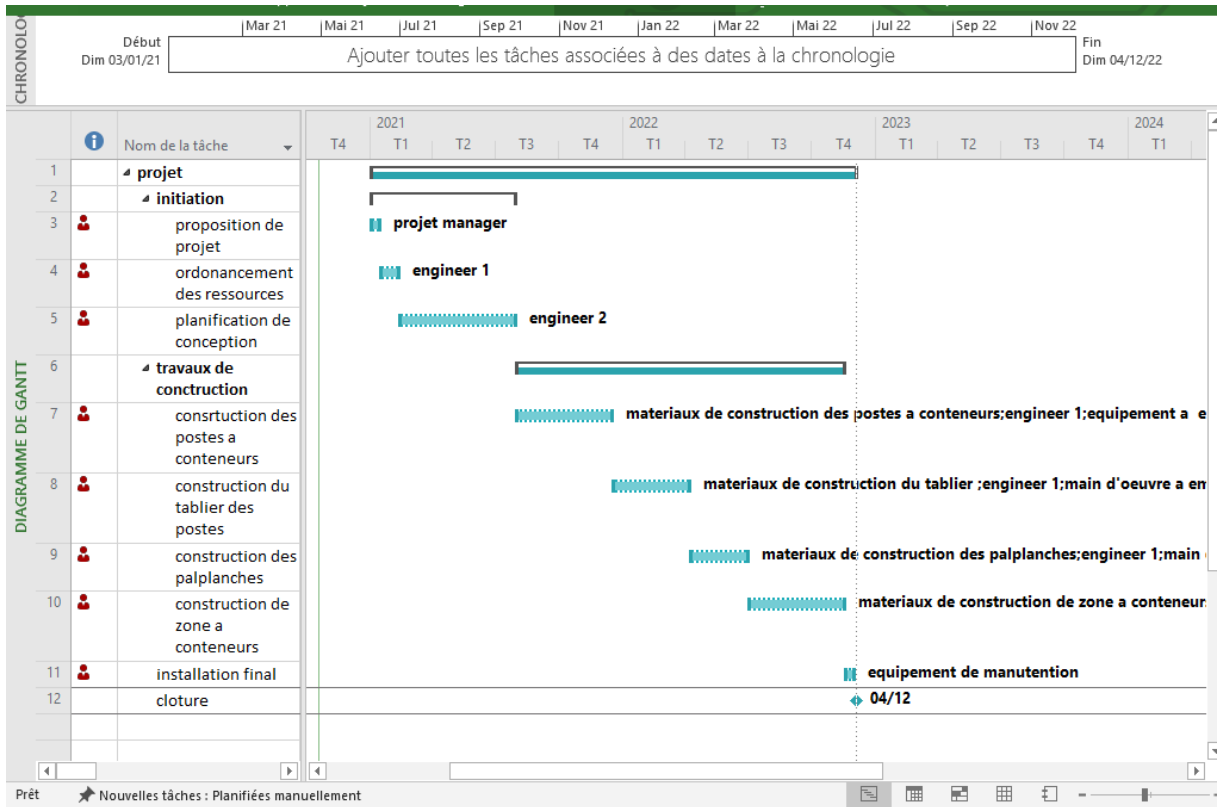 Mar 21 Mai 21 Jul 21 Sep 21 Nov 21 Jan 22 Mar 22 Mai 22 Jul 22 Sep 22 Nov 22
Début
Dim 03/01/21
Ajouter toutes les tâches associées à des dates à la chronologie
Fin
Dim 04/12/22
CHRONOLOG
DIAGRAMME DE GANTT
2021 2022 2023 2024
Nom de la tâche T4 T1 T2 T3 T4 T1 T2 T3 T4 T1 T2 T3 T4 T1
1 projet
2 initiation
3 proposition de projet manager
projet
4 ordonancement engineer 1
des ressources
5 planification de engineer 2
conception
6 travaux de
conctruction
7 consrtuction des materiaux de construction des postes a conteneurs;engineer 1;equipement a e
postes a
conteneurs
8 construction du materiaux de construction du tablier ;engineer 1;main d'oeuvre a em
tablier des
postes
9 construction des materiaux de construction des palplanches;engineer 1;main
palplanches
10 construction de materiaux de construction de zone a conteneur
zone a
conteneurs
11 installation final equipement de manutention
12 cloture 04/12
Prêt Nouvelles tâches : Planifiées manuellement